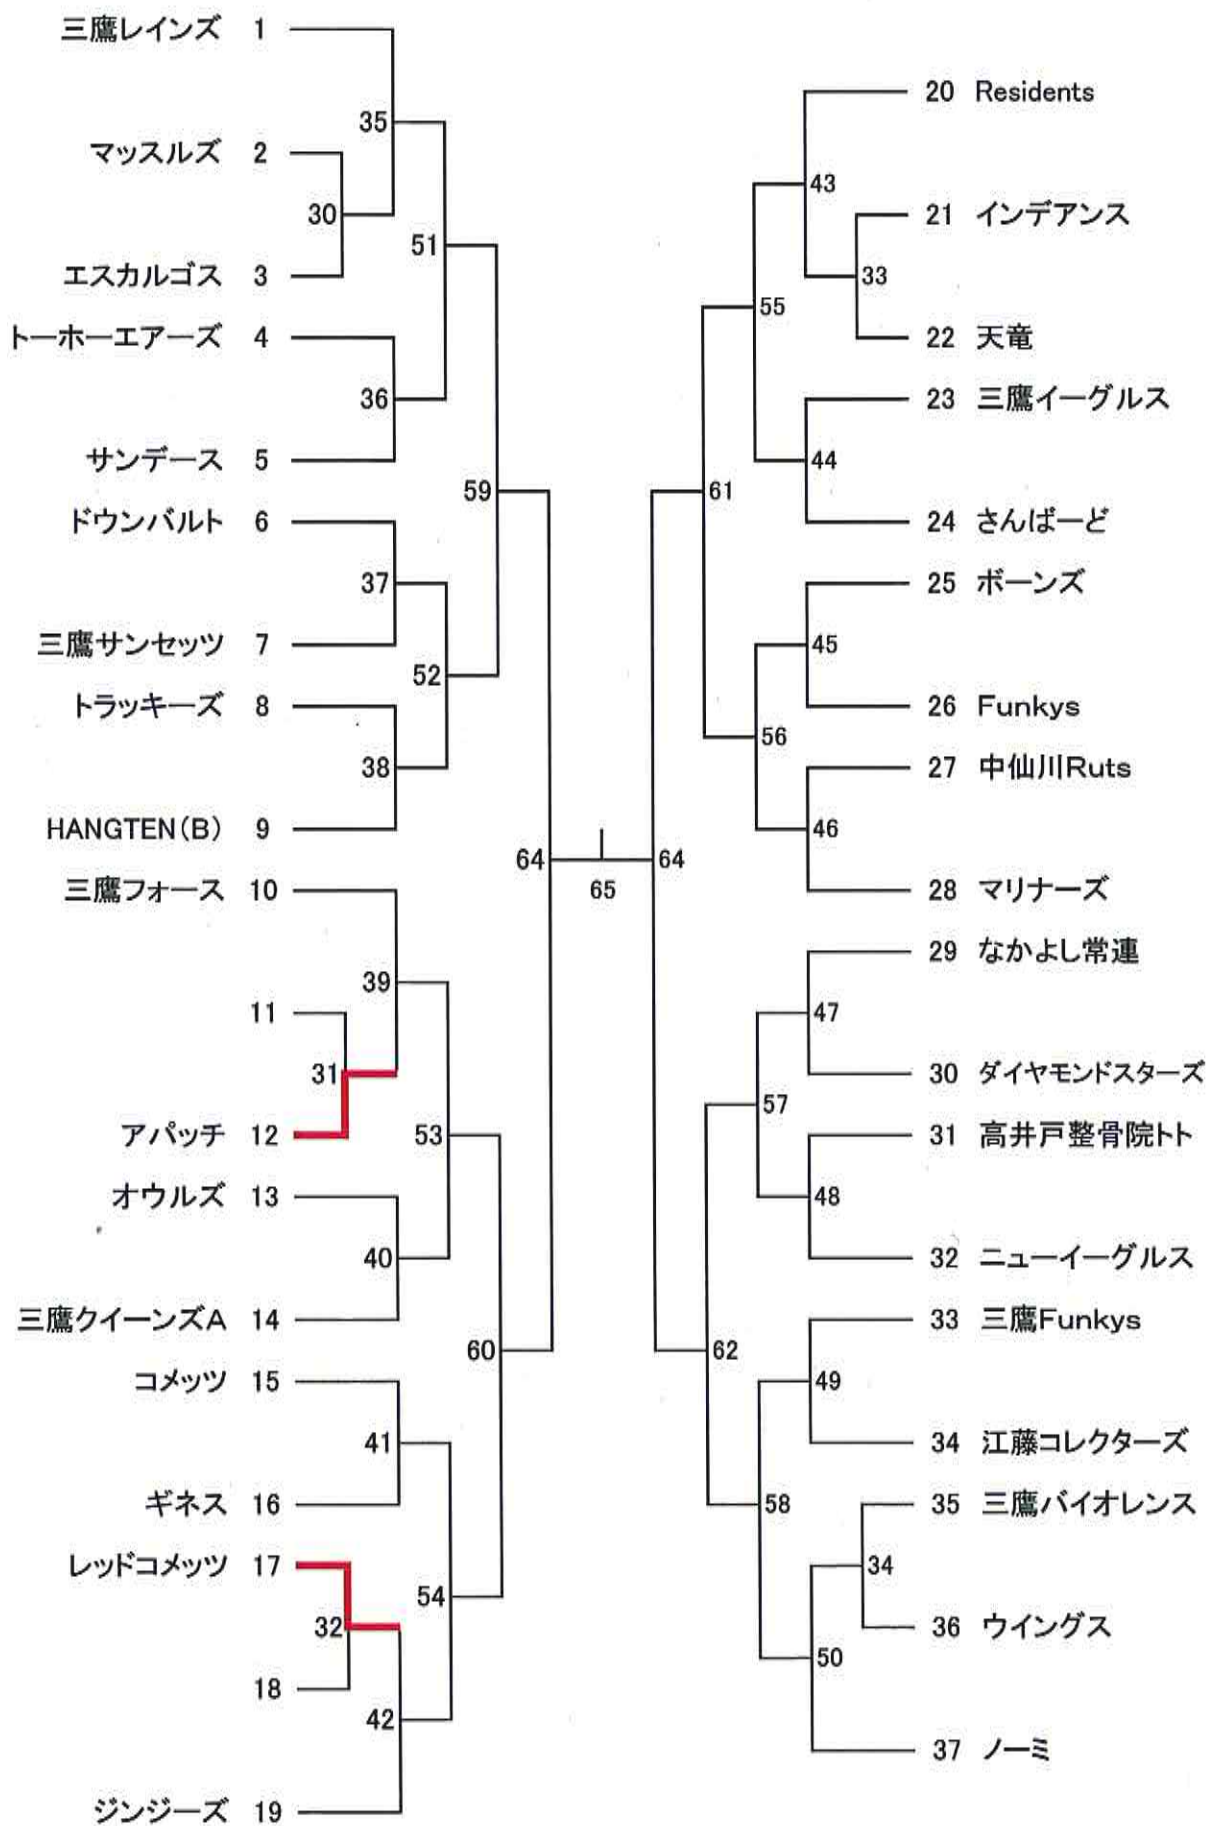 三鷹レインズ 1
35
マッスルズ 2
30
51
エスカルゴス 3
トーホーエアーズ 4
36
サンデース 5
59
ドウンバルト 6
37
三鷹サンセッツ 7
52
トラッキーズ 8
38
HANGTEN(B) 9
64
三鷹フォース 10
39
11
31
アパッチ 12
53
オウルズ 13
40
三鷹クイーンズA 14
60
コメッツ 15
41
ギネス 16
レッドコメッツ 17
54
32
18
42
ジンジーズ 19
65
20 Residents
43
21 インデアンス
33
55
22 天竜
23 三鷹イーグルス
44
61
24 さんばーど
25 ボーンズ
45
26 Funkys
56
27 中仙川Ruts
46
64
28 マリナーズ
29 なかよし常連
47
30 ダイヤモンドスターズ
57
31 高井戸整骨院トト
48
32 ニューイーグルス
33 三鷹Funkys
62
49
34 江藤コレクターズ
58
35 三鷹バイオレンス
34
36 ウイングス
50
37 ノーミ